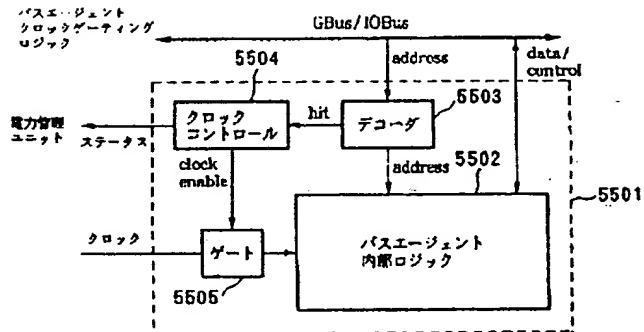 バスエージェント
クロックゲーティング
ロジック
GBus/IOBus
5504
address
data/
control
5503
電力管理
ユニット
ステータス
クロック
コントロール
hit
デコーダ
clock
enable
address
5502
5501
クロック
ゲート
バスエージェント
内部ロジック
5505